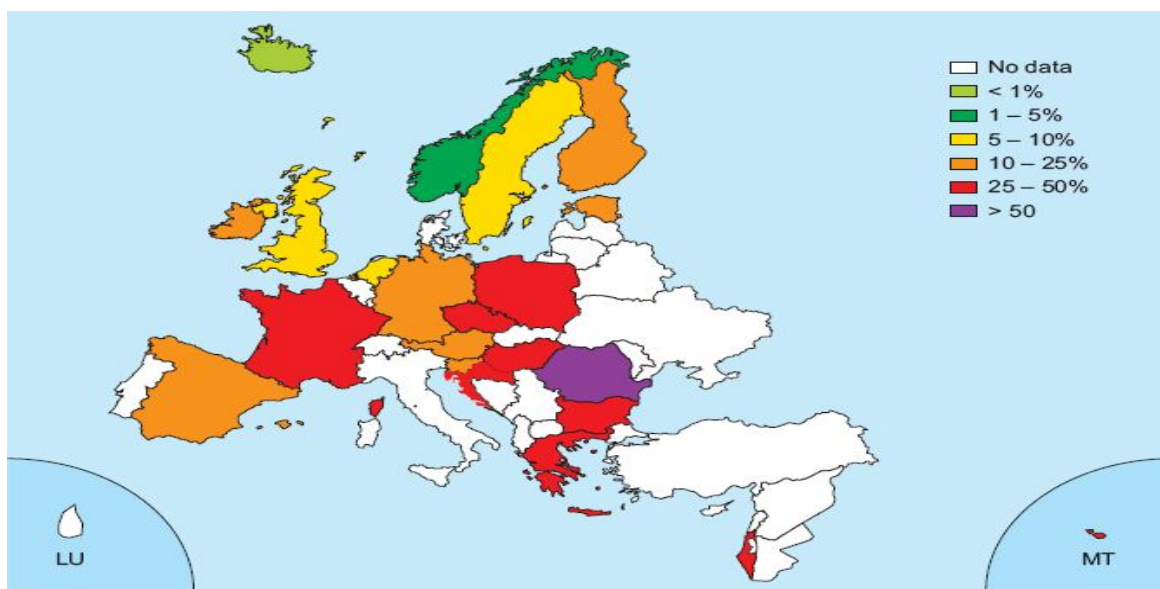 No data
< 1%
1 – 5%
5 – 10%
10 – 25%
25 – 50%
> 50
LU
MT